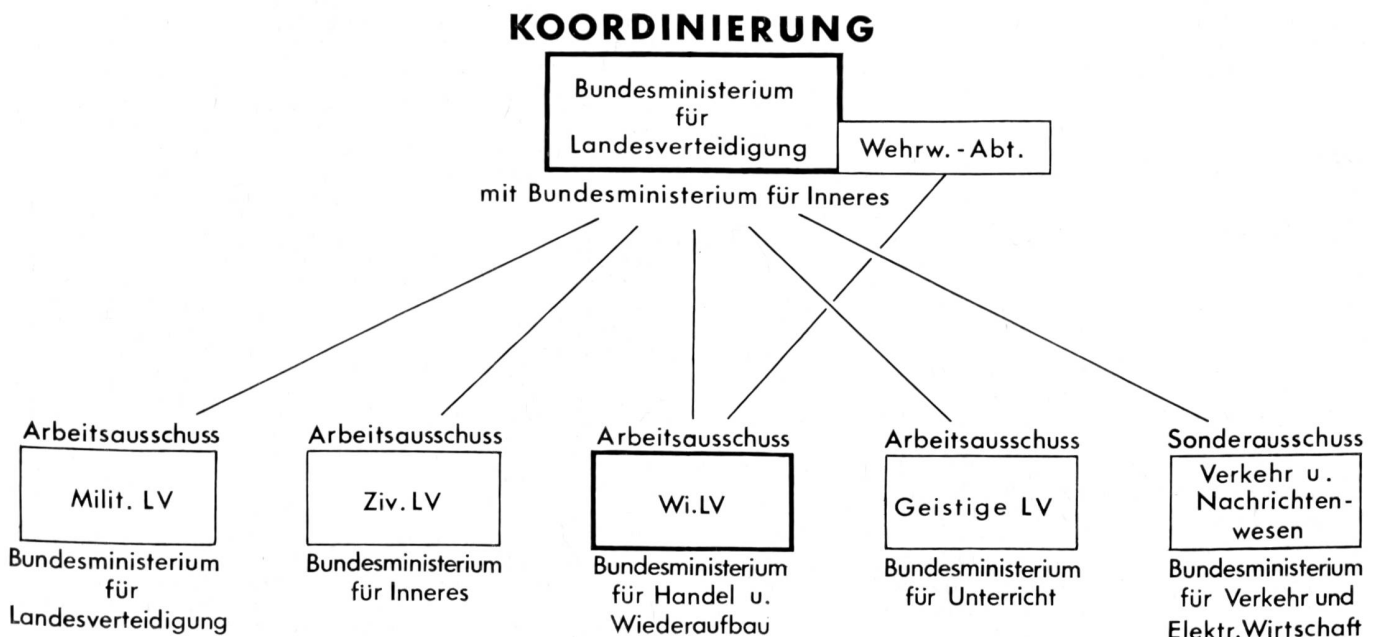 KOORDINIERUNG
Bundesministerium
für
Landesverteidigung
Wehrw. - Abt.
mit Bundesministerium für Inneres
Arbeitsausschuss
Milit. LV
Bundesministerium
für
Landesverteidigung
Arbeitsausschuss
Ziv. LV
Bundesministerium
für Inneres
Arbeitsausschuss
Wi.LV
Bundesministerium
für Handel u.
Wiederaufbau
Arbeitsausschuss
Geistige LV
Bundesministerium
für Unterricht
Sonderausschuss
Verkehr u.
Nachrichten-
wesen
Bundesministerium
für Verkehr und
Elektr.Wirtschaft